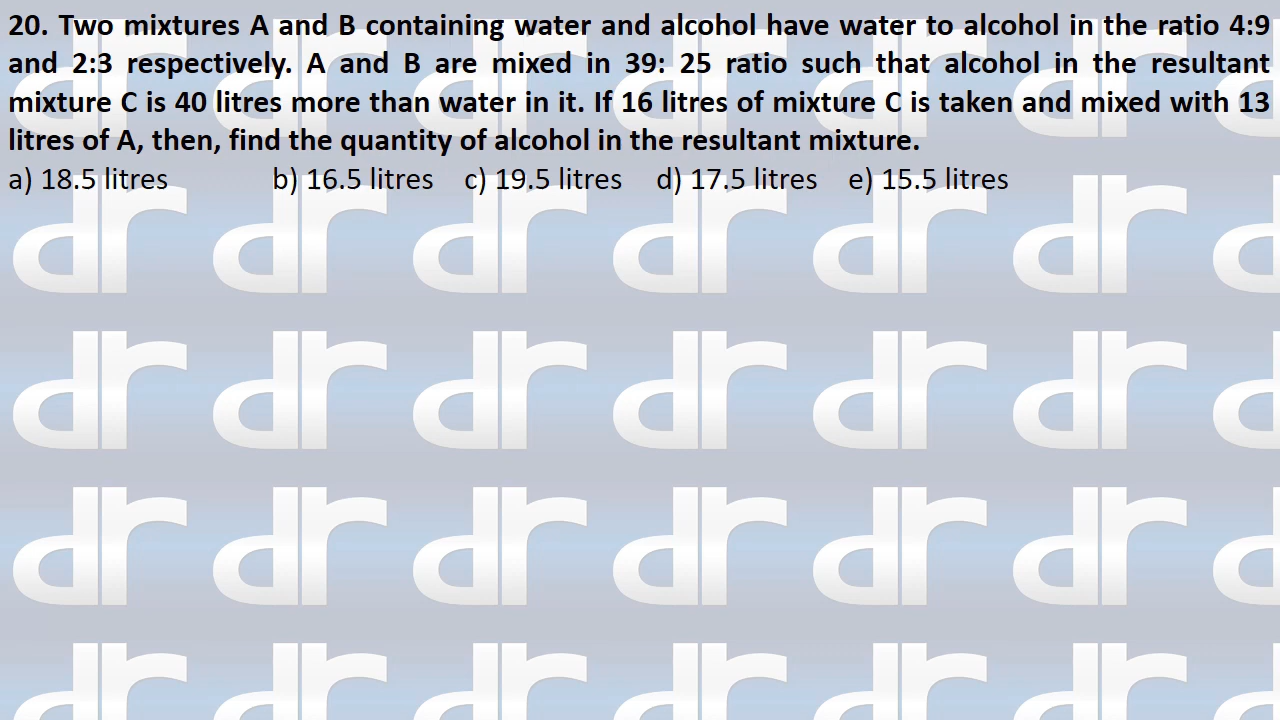 20. Two mixtures A and B containing water and alcohol have water to alcohol in the ratio 4:9
and 2:3 respectively. A and B are mixed in 39: 25 ratio such that alcohol in the resultant
mixture C is 40 litres more than water in it. If 16 litres of mixture C is taken and mixed with 13
litres of A, then, find the quantity of alcohol in the resultant mixture.
a) 18.5 litres b) 16.5 litres c) 19.5 litres d) 17.5 litres e) 15.5 litres